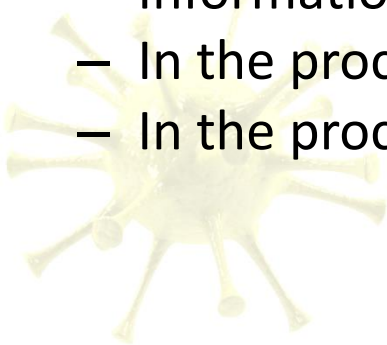 — In the proc
— In the proc